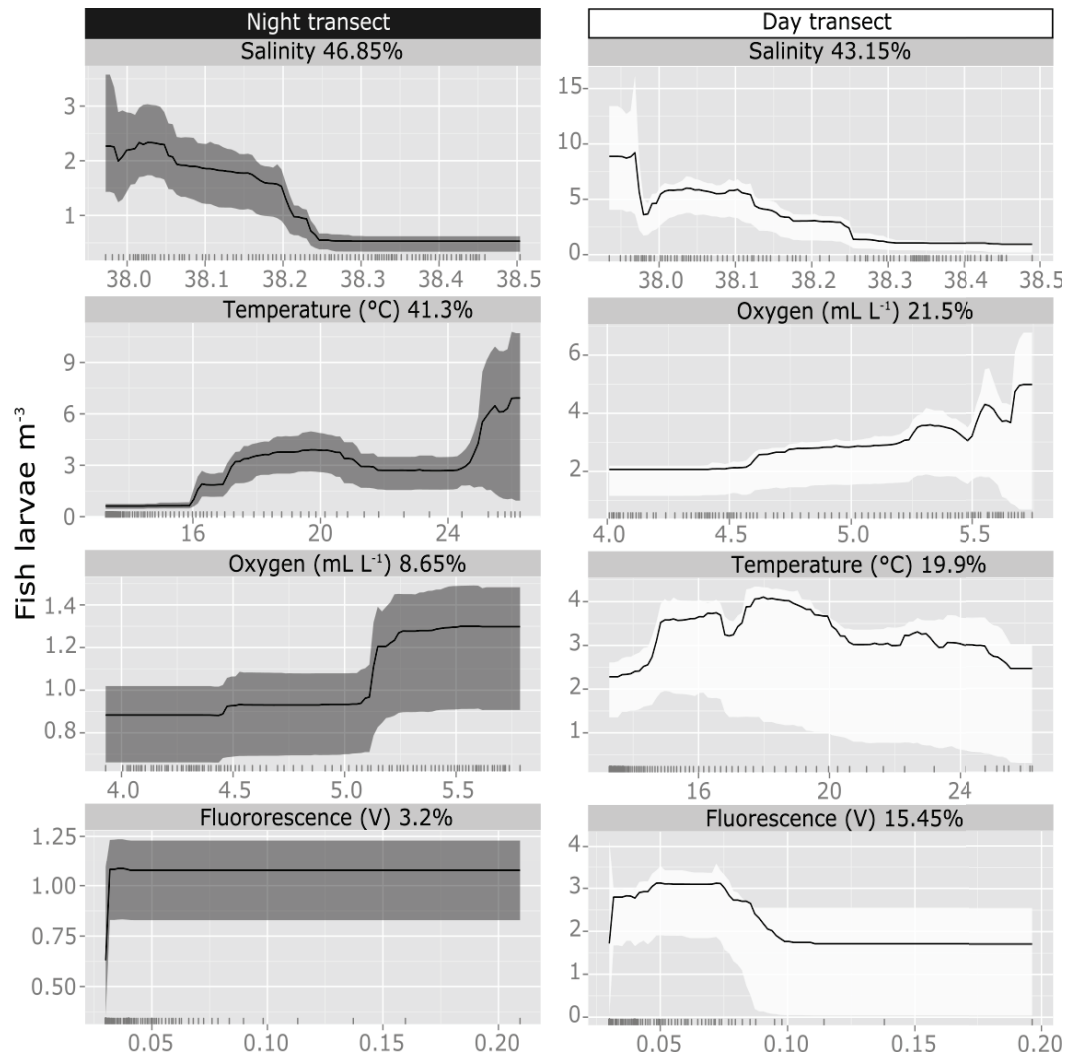 Night transect
Day transect
Fish larvae m⁻³
Salinity 46.85%
3
2
1
38.0 38.1 38.2 38.3 38.4 38.5
Salinity 43.15%
15
10
5
0
38.0 38.1 38.2 38.3 38.4 38.5
Temperature (°C) 41.3%
9
6
3
0
16 20 24
Oxygen (mL L⁻¹) 21.5%
6
4
2
4.0 4.5 5.0 5.5
Oxygen (mL L⁻¹) 8.65%
1.4
1.2
1.0
0.8
4.0 4.5 5.0 5.5
Temperature (°C) 19.9%
4
3
2
1
16 20 24
Fluororescence (V) 3.2%
1.25
1.00
0.75
0.50
0.05 0.10 0.15 0.20
Fluorescence (V) 15.45%
4
3
2
1
0
0.05 0.10 0.15 0.20